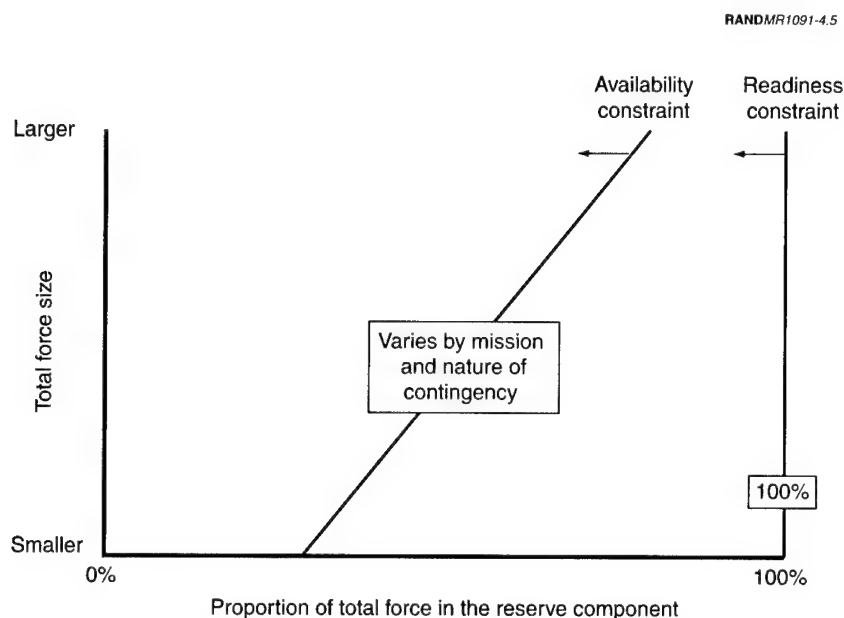 RANDMR1091-4.5
Availability
constraint
Readiness
constraint
Larger
Total force size
Varies by mission
and nature of
contingency
100%
Smaller
0%
100%
Proportion of total force in the reserve component